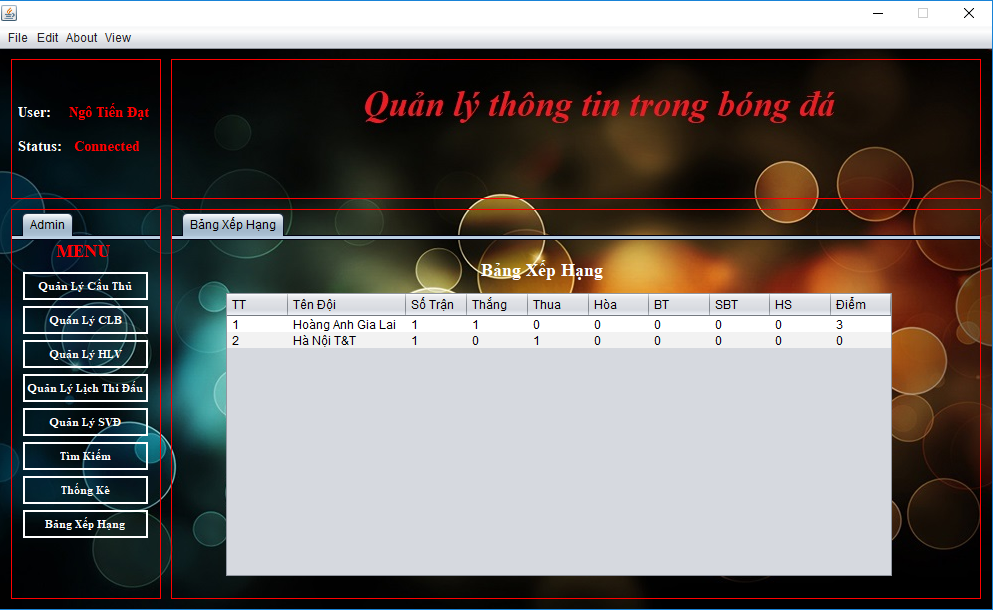 File Edit About View
User: Ngô Tiến Đạt
Status: Connected
Quản lý thông tin trong bóng đá
Admin
MENU
Quản Lý Cầu Thủ
Quản Lý CLB
Quản Lý HLV
Quản Lý Lịch Thi Đấu
Quản Lý SVĐ
Tìm Kiếm
Thống Kê
Bảng Xếp Hạng
Bảng Xếp Hạng
Bảng Xếp Hạng
TT Tên Đội Số Trận Thắng Thua Hòa BT SBT HS Điểm
1 Hoàng Anh Gia Lai 1 1 0 0 0 0 0 3
2 Hà Nội T&T 1 0 1 0 0 0 0 0